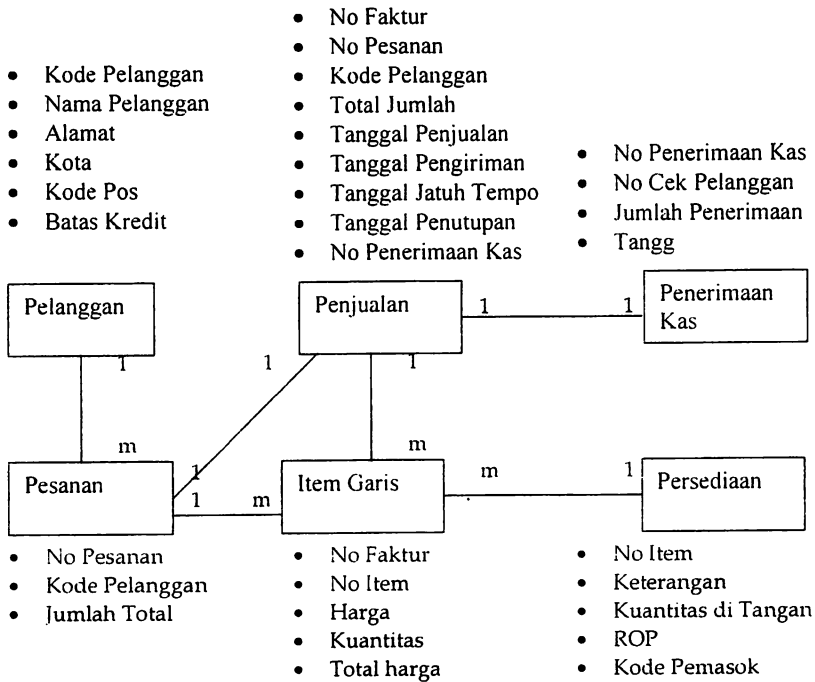 • No Faktur
• No Pesanan
• Kode Pelanggan
• Total Jumlah
• Tanggal Penjualan
• Tanggal Pengiriman
• Tanggal Jatuh Tempo
• Tanggal Penutupan
• No Penerimaan Kas
• Kode Pelanggan
• Nama Pelanggan
• Alamat
• Kota
• Kode Pos
• Batas Kredit
• No Penerimaan Kas
• No Cek Pelanggan
• Jumlah Penerimaan
• Tangg
Pelanggan
Penjualan
1 1
Penerimaan
Kas
1
1
1
m
m
Pesanan
1
1 m
Item Garis
m 1
Persediaan
• No Pesanan
• Kode Pelanggan
• Jumlah Total
• No Faktur
• No Item
• Harga
• Kuantitas
• Total harga
• No Item
• Keterangan
• Kuantitas di Tangan
• ROP
• Kode Pemasok